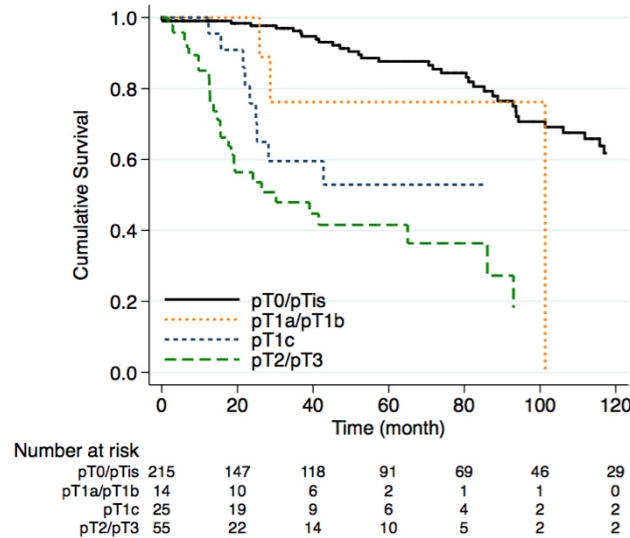 1.0
0.8
0.6
0.4
0.2
0.0
Cumulative Survival
pT0/pTis
pT1a/pT1b
pT1c
pT2/pT3
0 20 40 60 80 100 120
Time (month)
Number at risk
pT0/pTis 215 147 118 91 69 46 29
pT1a/pT1b 14 10 6 2 1 1 0
pT1c 25 19 9 6 4 2 2
pT2/pT3 55 22 14 10 5 2 2